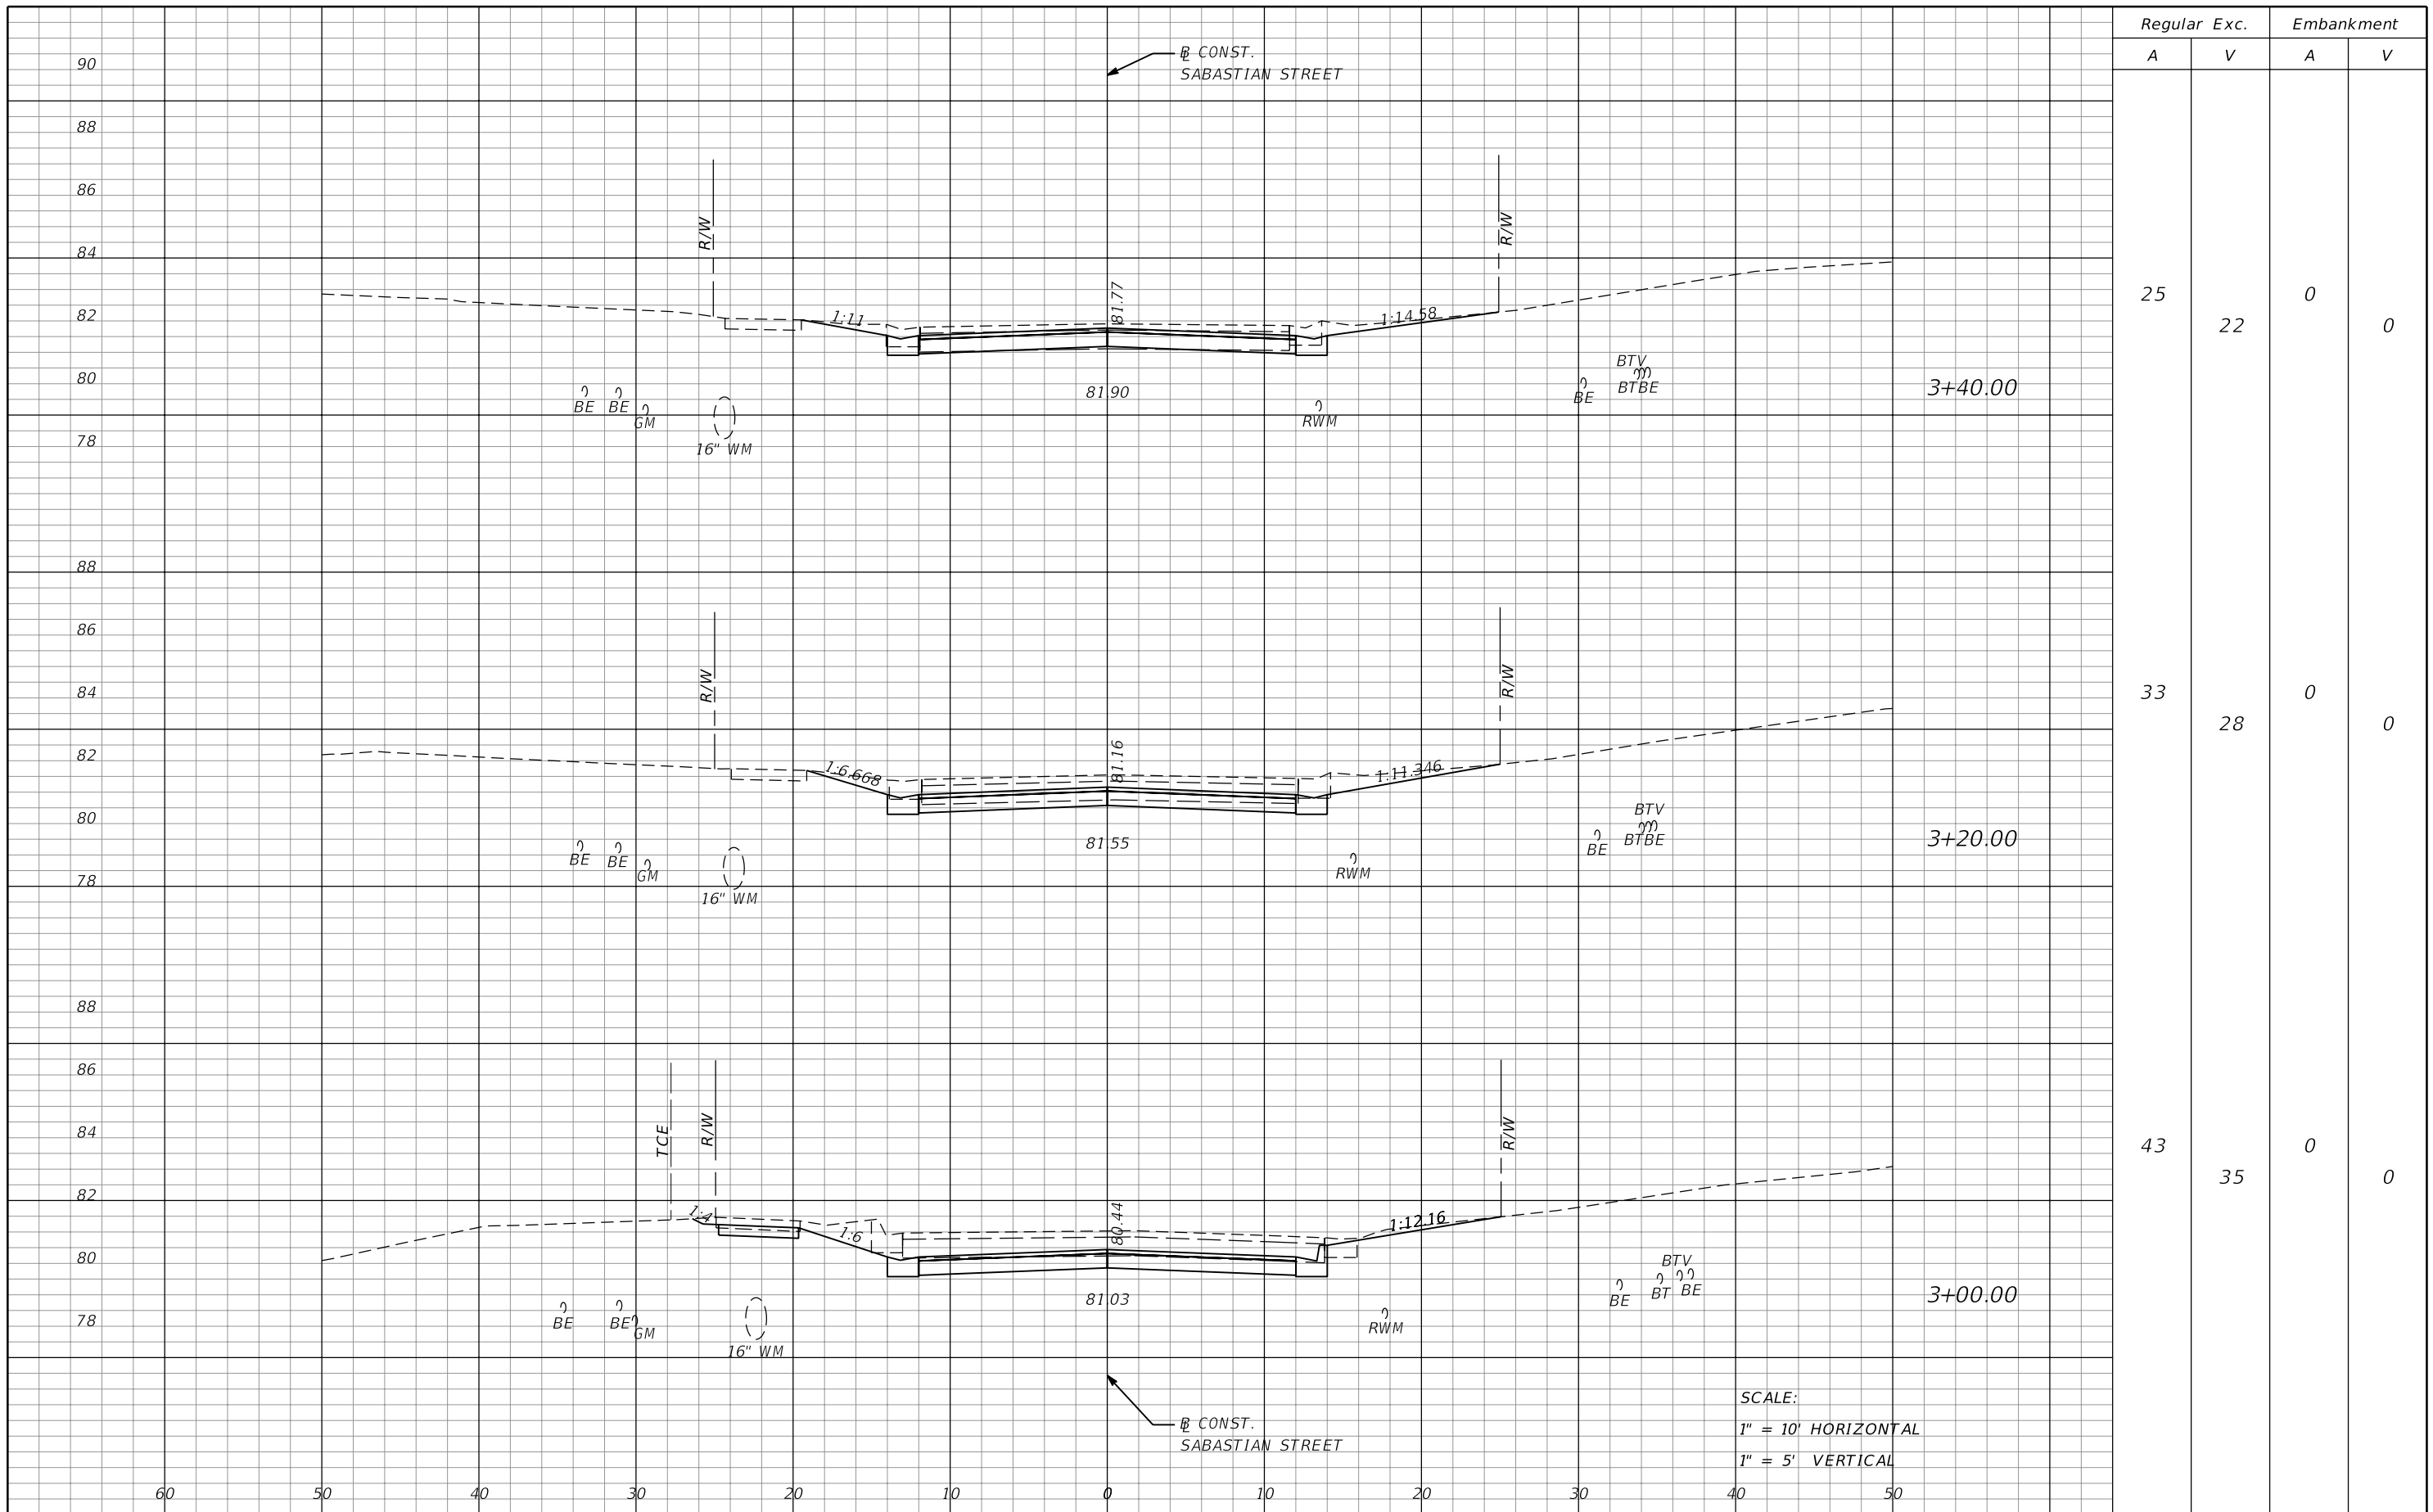 Regular Exc. Embankment
A V A V
℄ CONST.
SABASTIAN STREET
90
88
86
84
82
80
78
R/W
R/W
1:11
81.77
1:14.58
25
0
22
0
BE
BE
GM
16" WM
81.90
RWM
BE
BTV
BTBE
3+40.00
88
86
84
82
80
78
R/W
R/W
1:6.668
81.16
1:11.346
33
0
28
0
BE
BE
GM
16" WM
81.55
RWM
BE
BTV
BTBE
3+20.00
88
86
84
82
80
78
TCE
R/W
R/W
1:4
1:6
80.44
1:12.16
43
0
35
0
BE
BE
GM
16" WM
81.03
RWM
BE
BTV
BT
BE
3+00.00
℄ CONST.
SABASTIAN STREET
SCALE:
1" = 10' HORIZONTAL
1" = 5' VERTICAL
60 50 40 30 20 10 0 10 20 30 40 50